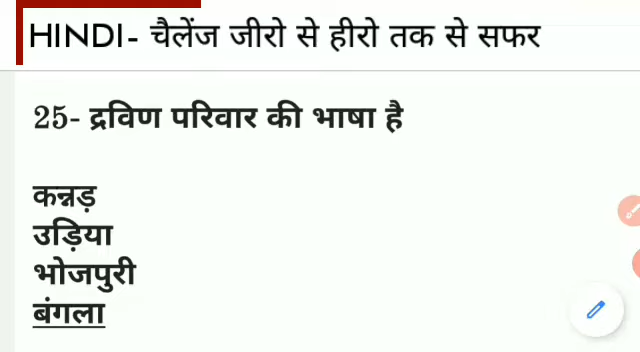 HINDI- चैलेंज जीरो से हीरो तक से सफर
25- द्रविण परिवार की भाषा है
कन्नड़
उड़िया
भोजपुरी
बंगला